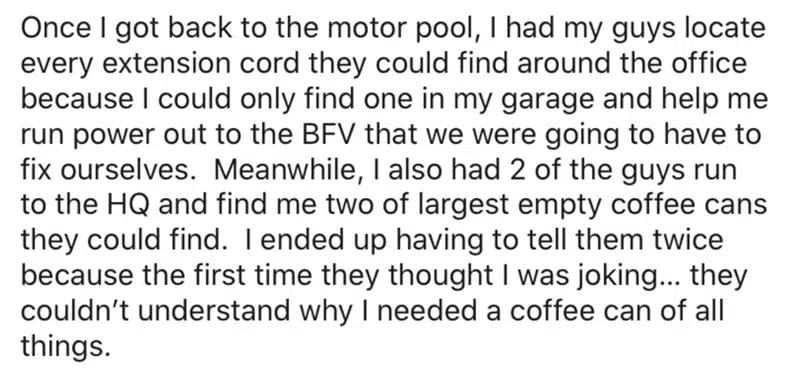 Once I got back to the motor pool, I had my guys locate
every extension cord they could find around the office
because I could only find one in my garage and help me
run power out to the BFV that we were going to have to
fix ourselves.  Meanwhile, I also had 2 of the guys run
to the HQ and find me two of largest empty coffee cans
they could find.  I ended up having to tell them twice
because the first time they thought I was joking... they
couldn’t understand why I needed a coffee can of all
things.